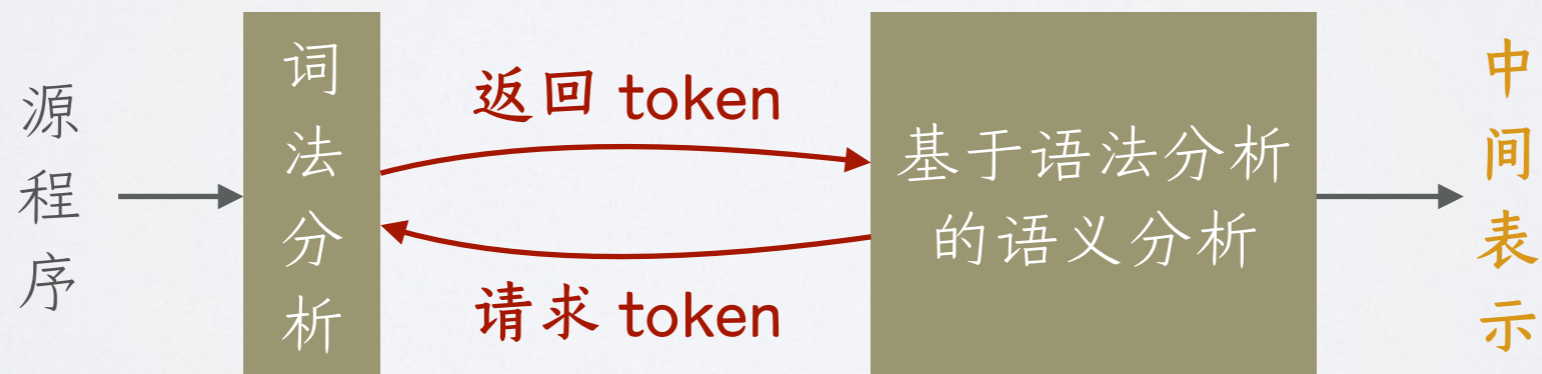 源程序
词法分析
返回 token
请求 token
基于语法分析
的语义分析
中间表示